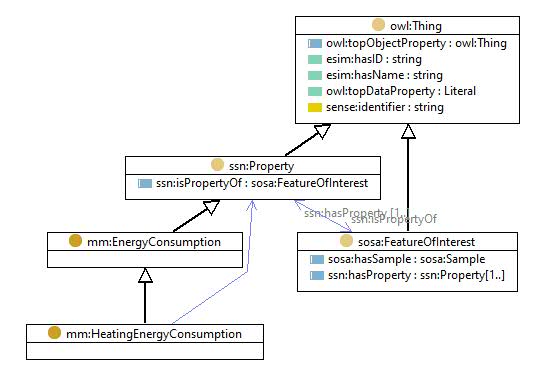 owl:Thing
owl:topObjectProperty : owl:Thing
esim:hasID : string
esim:hasName : string
owl:topDataProperty : Literal
sense:identifier : string
ssn:Property
ssn:isPropertyOf : sosa:FeatureOfInterest
ssn:hasProperty [1..
ssn:isPropertyOf
mm:EnergyConsumption
sosa:FeatureOfInterest
sosa:hasSample : sosa:Sample
ssn:hasProperty : ssn:Property[1..]
mm:HeatingEnergyConsumption